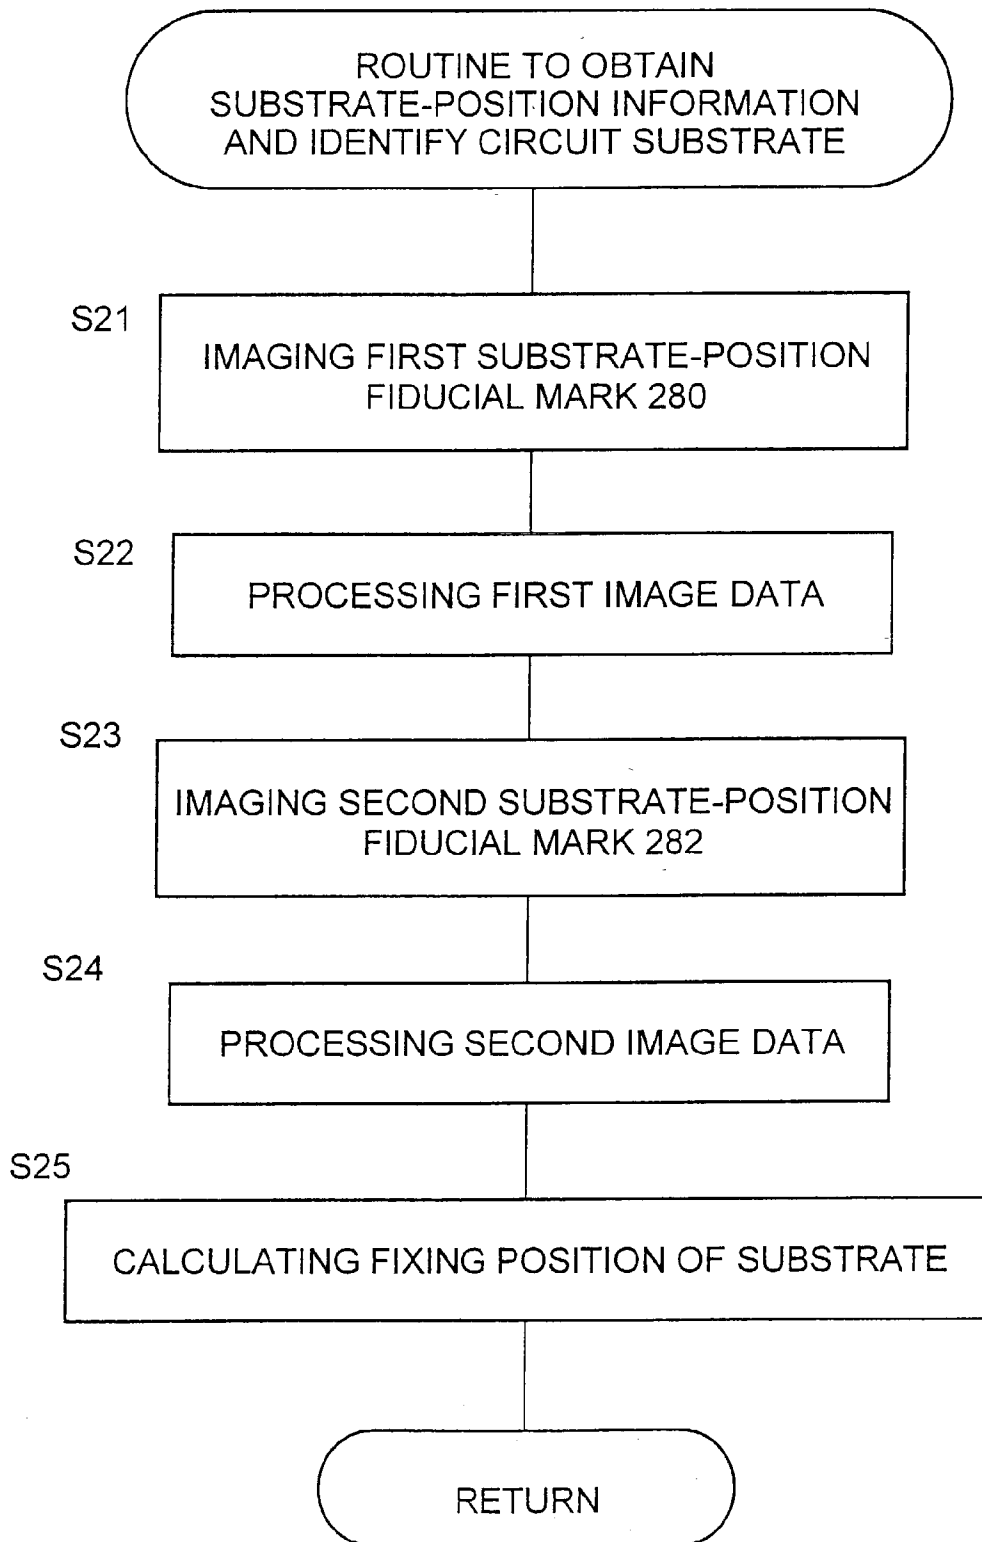 ROUTINE TO OBTAIN
SUBSTRATE-POSITION INFORMATION
AND IDENTIFY CIRCUIT SUBSTRATE
S21
IMAGING FIRST SUBSTRATE-POSITION
FIDUCIAL MARK 280
S22
PROCESSING FIRST IMAGE DATA
S23
IMAGING SECOND SUBSTRATE-POSITION
FIDUCIAL MARK 282
S24
PROCESSING SECOND IMAGE DATA
S25
CALCULATING FIXING POSITION OF SUBSTRATE
RETURN